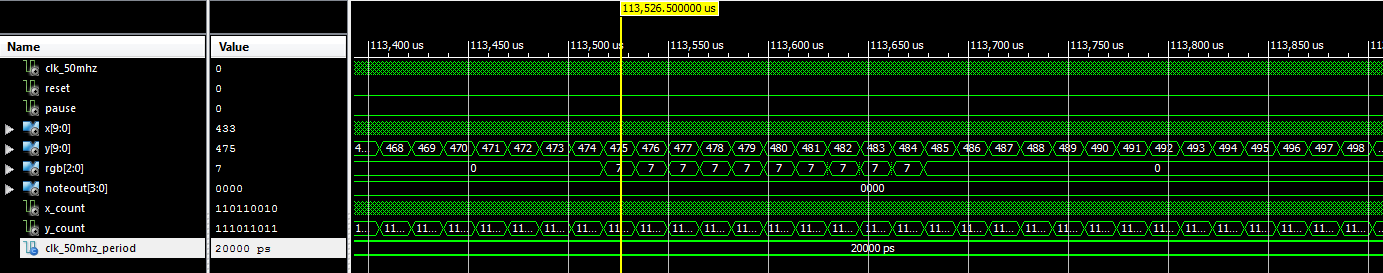 113,526.500000 us
Name Value 113,400 us 113,450 us 113,500 us 113,550 us 113,600 us 113,650 us 113,700 us 113,750 us 113,800 us 113,850 us 113
clk_50mhz 0
reset 0
pause 0
x[9:0] 433
y[9:0] 475 4... 468 469 470 471 472 473 474 475 476 477 478 479 480 481 482 483 484 485 486 487 488 489 490 491 492 493 494 495 496 497 498 ...
rgb[2:0] 7 0 7 7 7 7 7 7 7 7 7 7 0
noteout[3:0] 0000 0000
x_count 110110010
y_count 111011011 1... 11... 11... 11... 11... 11... 11... 11... 11... 11... 11... 11... 11... 11... 11... 11... 11... 11... 11... 11... 11... 11... 11... 11... 11... 11... 11... 11... 11... 11... 11... 11... ...
clk_50mhz_period 20000 ps 20000 ps